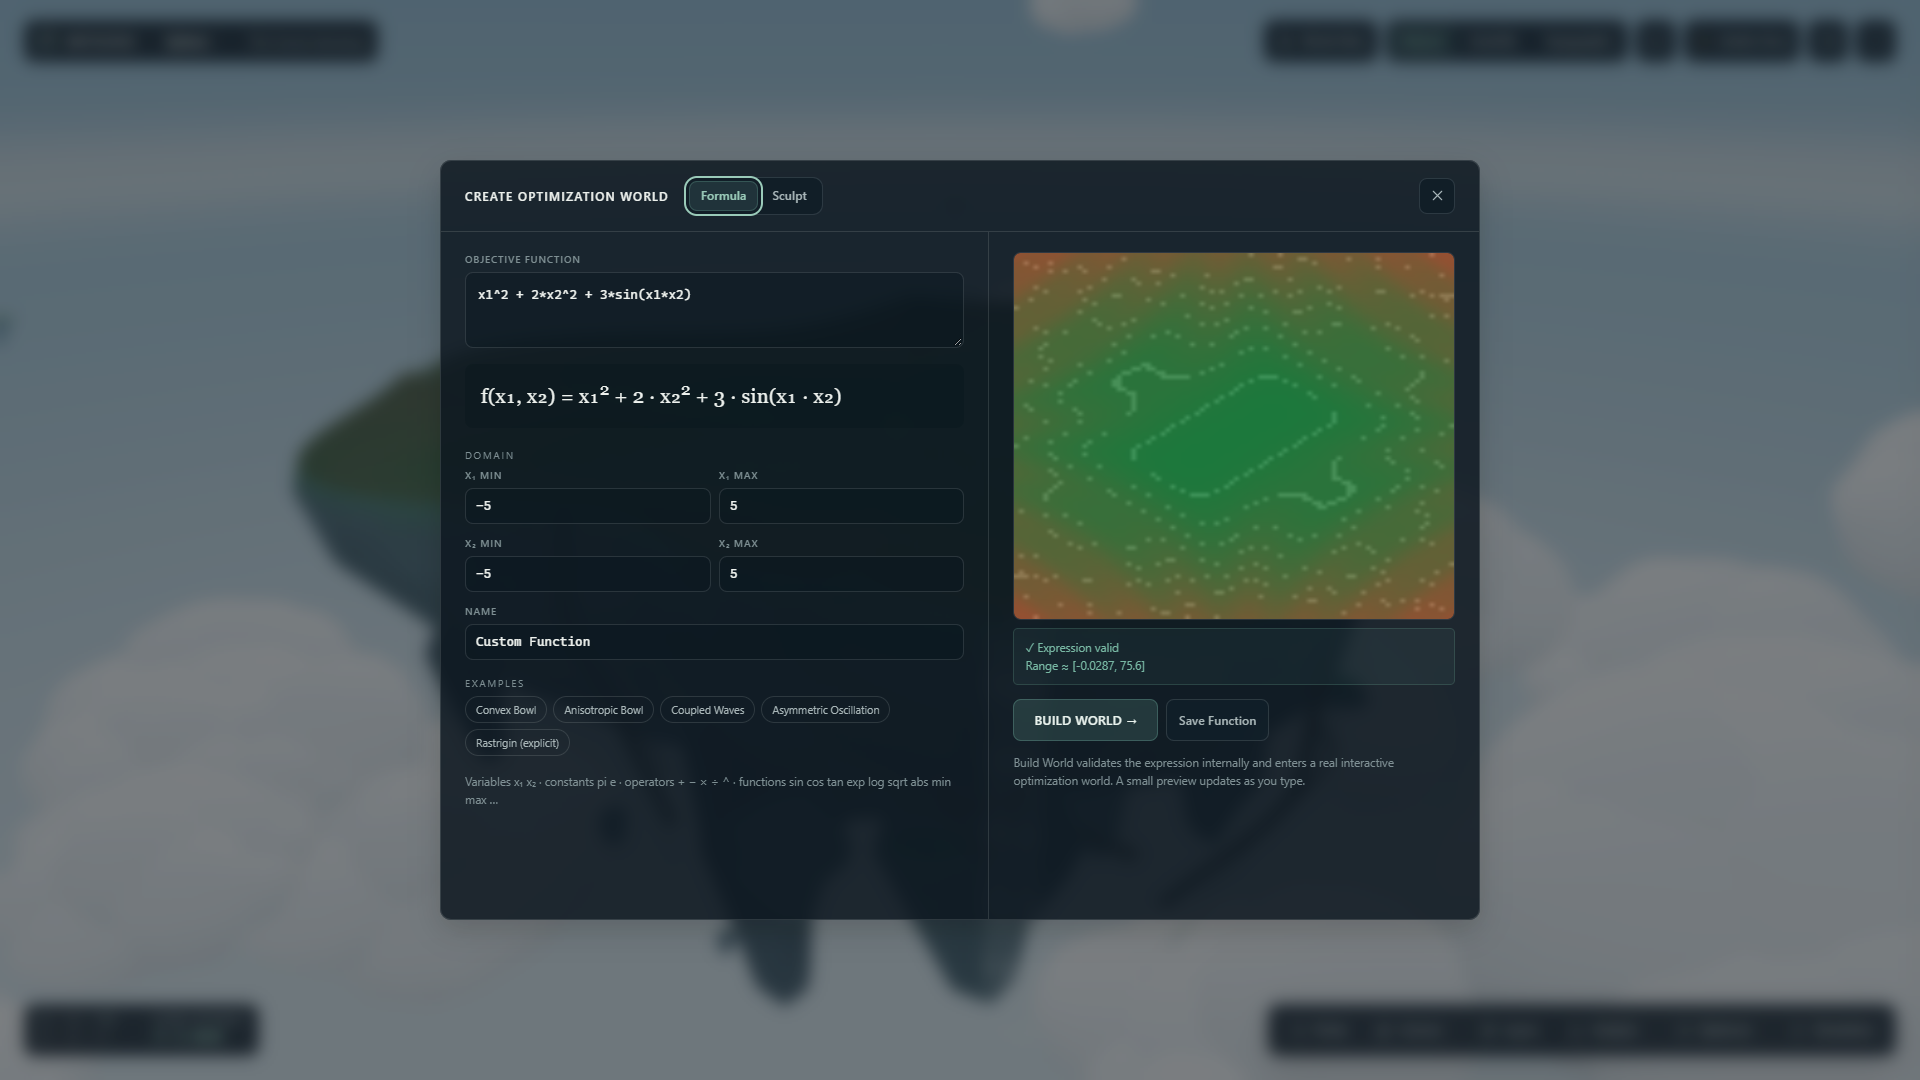 CREATE OPTIMIZATION WORLD
Formula
Sculpt
×
OBJECTIVE FUNCTION
x1^2 + 2*x2^2 + 3*sin(x1*x2)
f(x₁, x₂) = x₁² + 2 · x₂² + 3 · sin(x₁ · x₂)
DOMAIN
X₁ MIN
X₁ MAX
−5
5
X₂ MIN
X₂ MAX
−5
5
NAME
Custom Function
EXAMPLES
Convex Bowl
Anisotropic Bowl
Coupled Waves
Asymmetric Oscillation
Rastrigin (explicit)
Variables x₁ x₂ · constants pi e · operators + − × ÷ ^ · functions sin cos tan exp log sqrt abs min
max ...
✓ Expression valid
Range ≈ [-0.0287, 75.6]
BUILD WORLD →
Save Function
Build World validates the expression internally and enters a real interactive
optimization world. A small preview updates as you type.